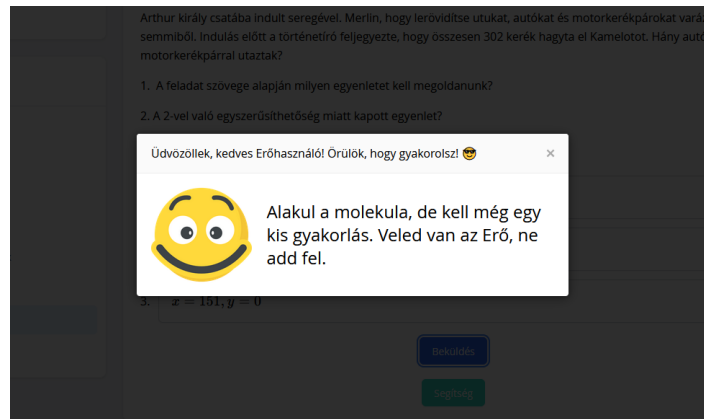 Arthur király csatába indult seregével. Merlin, hogy lerövidítse utukat, autókat és motorkerékpárokat
semmiből. Indulás előtt a történetíró feljegyezte, hogy összesen 302 kerék hagyta el Kamelotot. Hány
motorkerékpárral utaztak?
1. A feladat szövege alapján milyen egyenletet kell megoldanunk?
2. A 2-vel való egyszerűsíthetőség miatt kapott egyenlet?
Üdvözöllek, kedves Erőhasználó! Örülök, hogy gyakorolsz! 😎 ×
Alakul a molekula, de kell még egy
kis gyakorlás. Veled van az Erő, ne
add fel.
3. x = 151, y = 0
Beküldés
Segítség